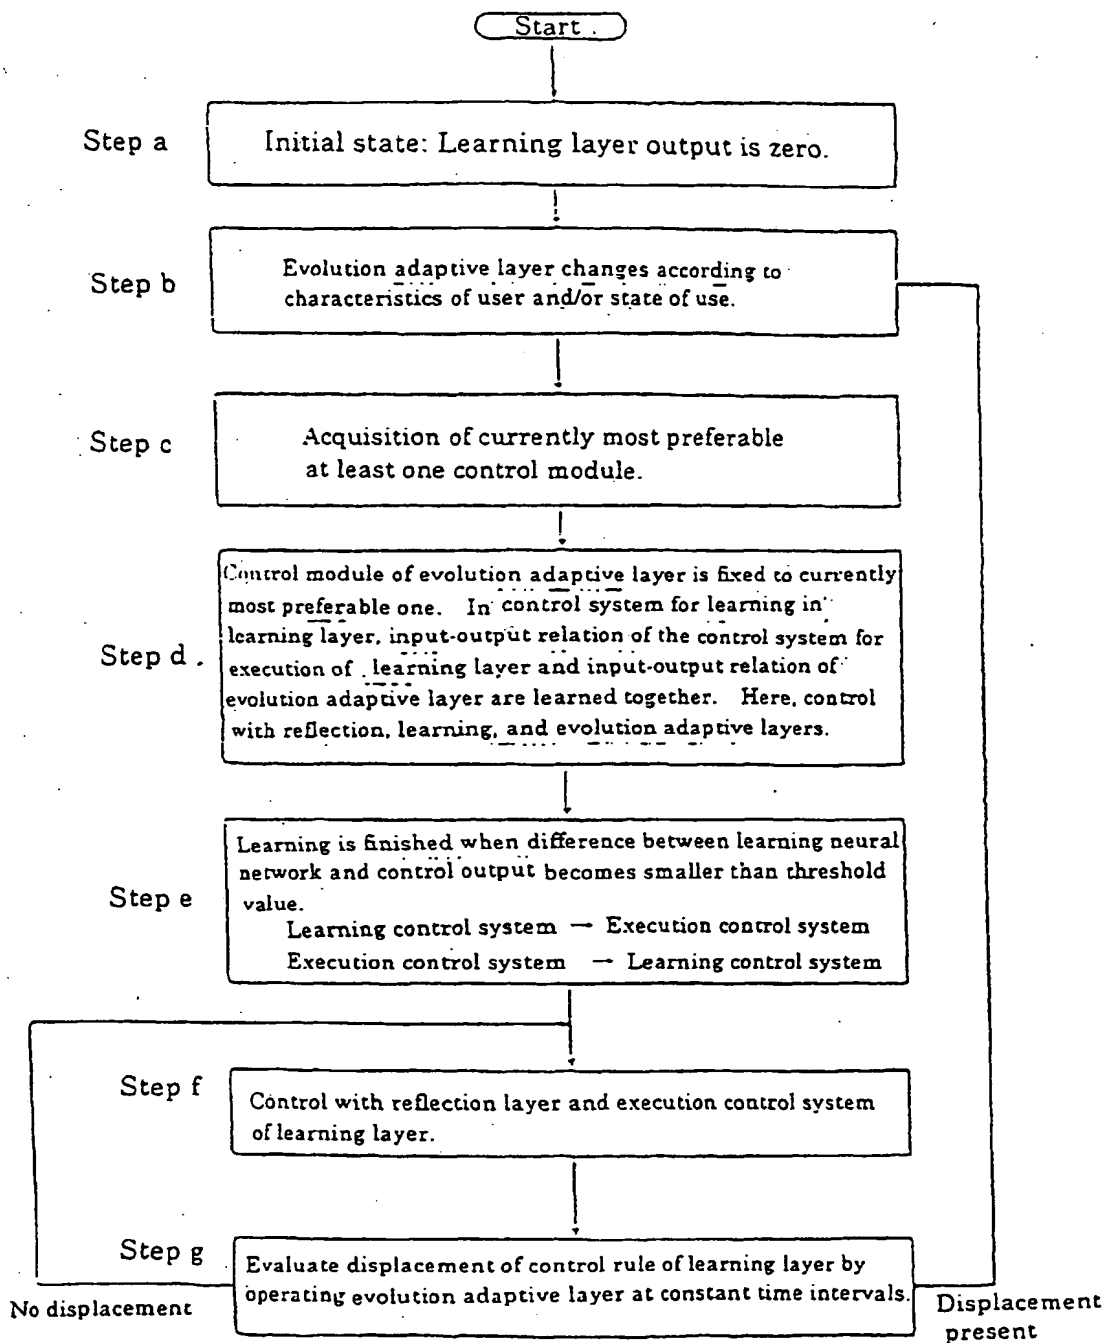 Start .
Step a
Initial state: Learning layer output is zero.
Step b
Evolution adaptive layer changes according to
characteristics of user and/or state of use.
Step c
Acquisition of currently most preferable
at least one control module.
Step d .
Control module of evolution adaptive layer is fixed to currently
most preferable one. In control system for learning in
learning layer, input-output relation of the control system for
execution of learning layer and input-output relation of
evolution adaptive layer are learned together. Here, control
with reflection, learning, and evolution adaptive layers.
Step e
Learning is finished when difference between learning neural
network and control output becomes smaller than threshold
value.
Learning control system → Execution control system
Execution control system → Learning control system
Step f
Control with reflection layer and execution control system
of learning layer.
Step g
Evaluate displacement of control rule of learning layer by
operating evolution adaptive layer at constant time intervals.
No displacement
Displacement
present